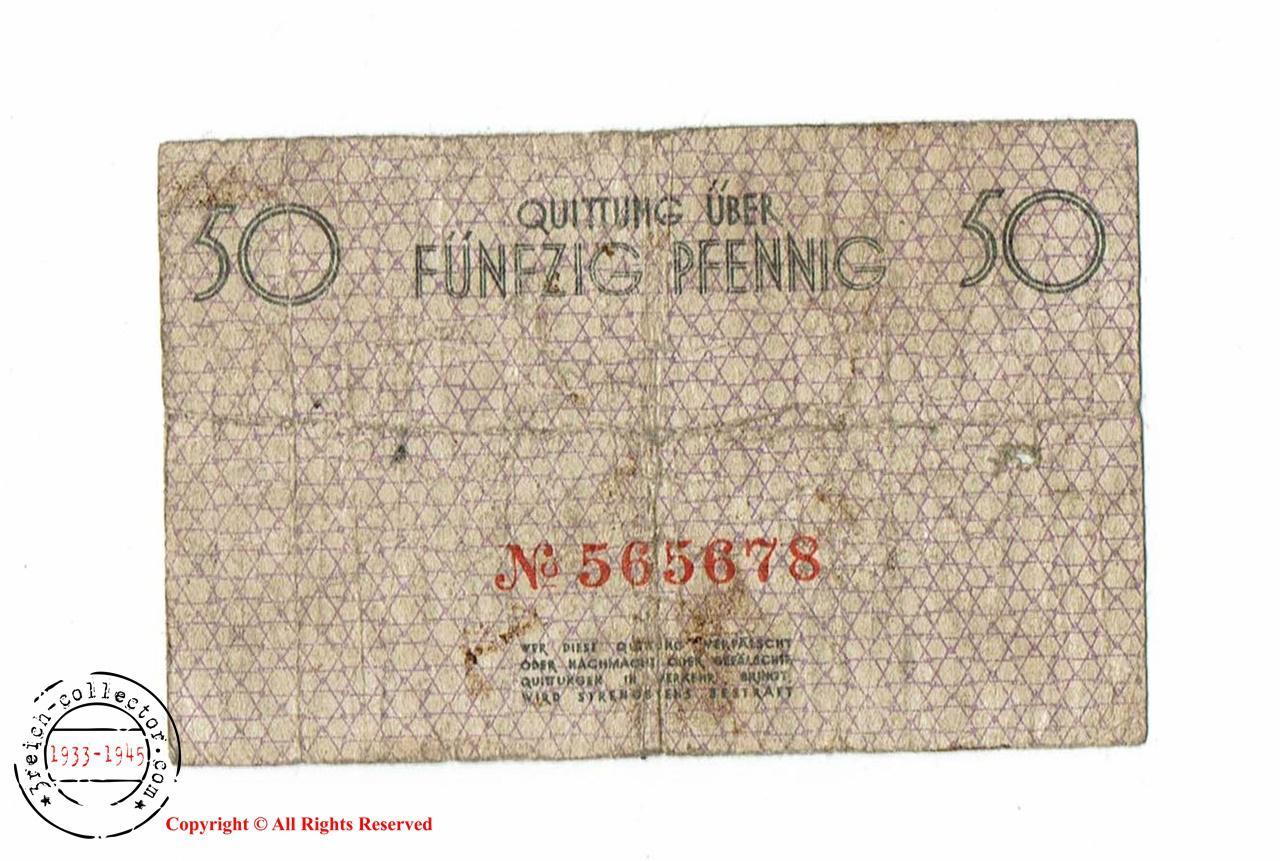 50 QUITTUNG ÜBER 50
FÜNFZIG PFENNIG
№ 565678
WER DIESE QUITTUNG VERFÄLSCHT
ODER NACHMACHT ODER GEFÄLSCHTE
QUITTUNGEN IN VERKEHR BRINGT,
WIRD STRENGSTENS BESTRAFT
3reich-collector.com
1933-1945
Copyright © All Rights Reserved